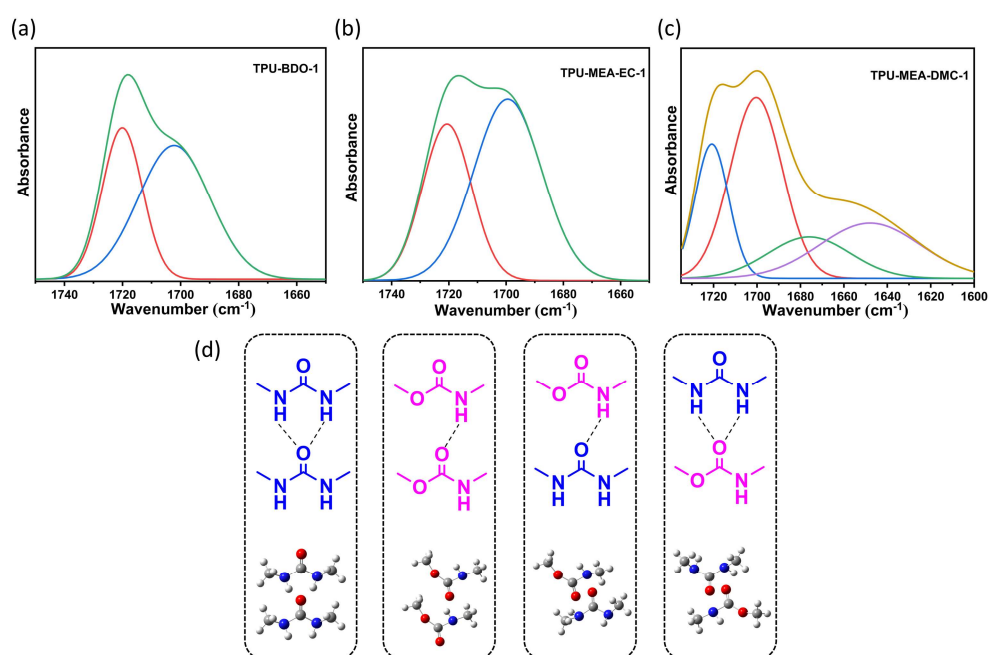 (a)
TPU-BDO-1
Absorbance
1740 1720 1700 1680 1660
Wavenumber (cm⁻¹)
(b)
TPU-MEA-EC-1
Absorbance
1740 1720 1700 1680 1660
Wavenumber (cm⁻¹)
(c)
TPU-MEA-DMC-1
Absorbance
1720 1700 1680 1660 1640 1620 1600
Wavenumber (cm⁻¹)
(d)
O
N N
H H
O
N N
H H
O
O N
H
O
O N
H
O
O N
H
O
N N
H H
O
N N
H H
O
O N
H